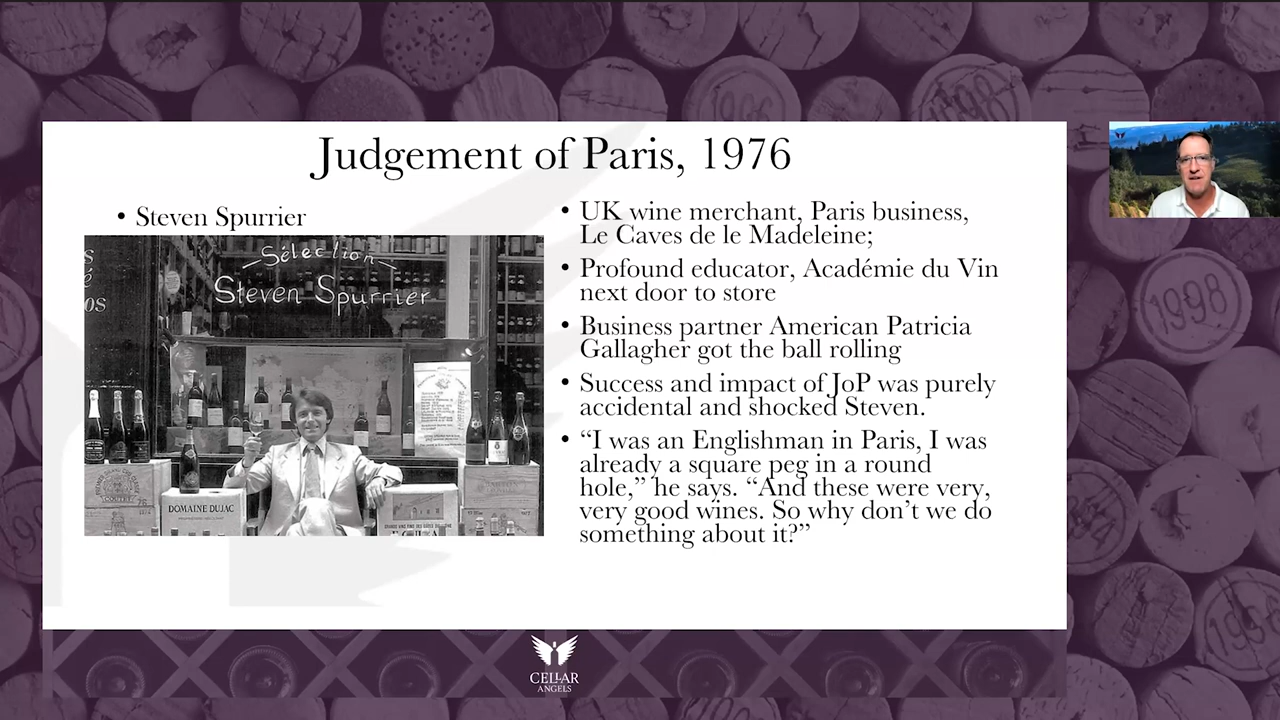 Judgement of Paris, 1976
• Steven Spurrier
Sélection
Steven Spurrier
DOMAINE DUJAC
• UK wine merchant, Paris business,
Le Caves de le Madeleine;
• Profound educator, Académie du Vin
next door to store
• Business partner American Patricia
Gallagher got the ball rolling
• Success and impact of JoP was purely
accidental and shocked Steven.
• “I was an Englishman in Paris, I was
already a square peg in a round
hole,” he says. “And these were very,
very good wines. So why don’t we do
something about it?”
1998
CELLAR
ANGELS